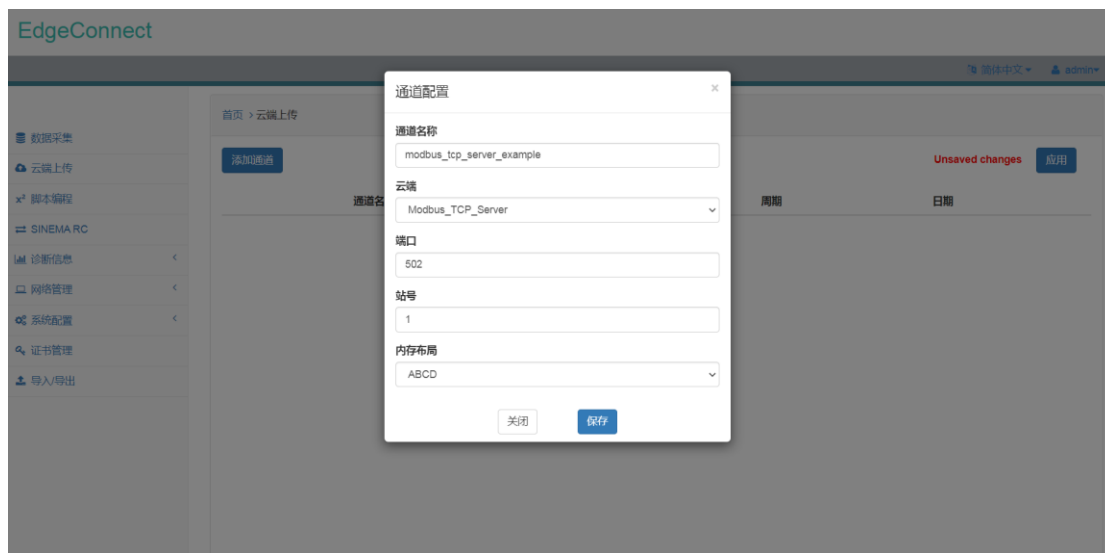 EdgeConnect
简体中文
admin
数据采集
云端上传
脚本编程
SINEMA RC
诊断信息
网络管理
系统配置
证书管理
导入/导出
首页 > 云端上传
添加通道
Unsaved changes
应用
通道名
周期
日期
通道配置
×
通道名称
modbus_tcp_server_example
云端
Modbus_TCP_Server
端口
502
站号
1
内存布局
ABCD
关闭
保存